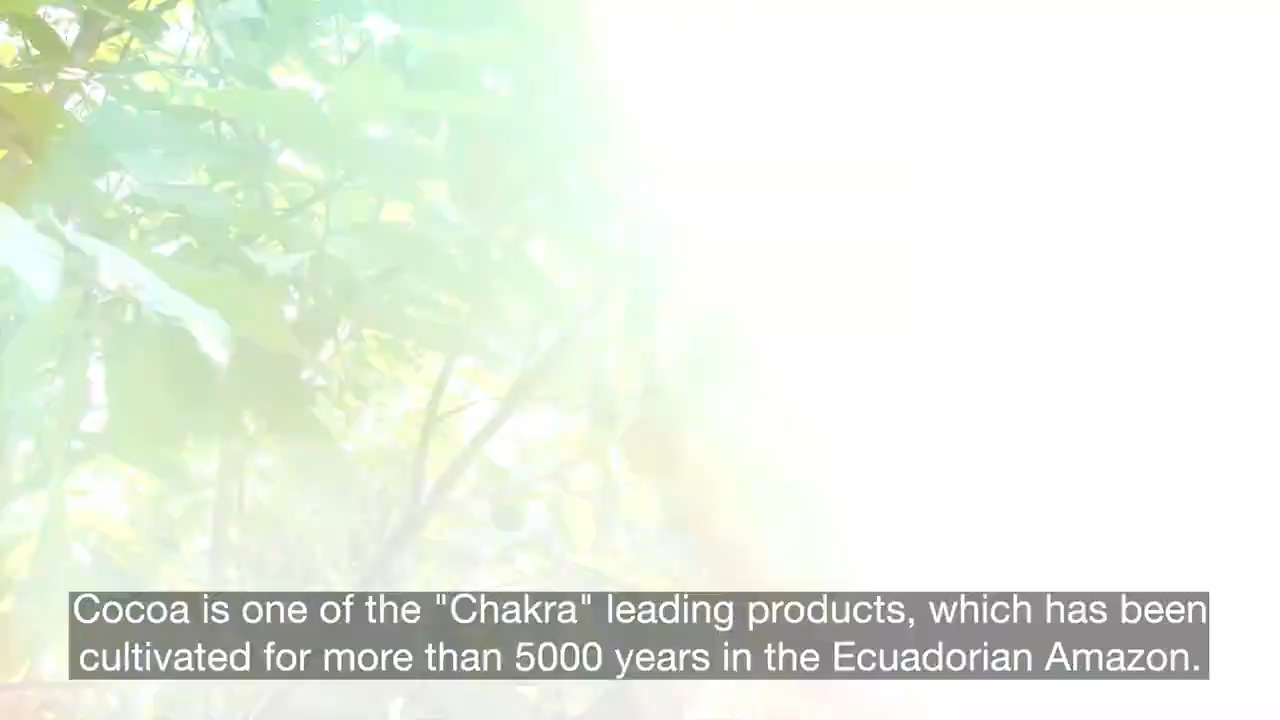 Cocoa is one of the "Chakra" leading products, which has been
cultivated for more than 5000 years in the Ecuadorian Amazon.